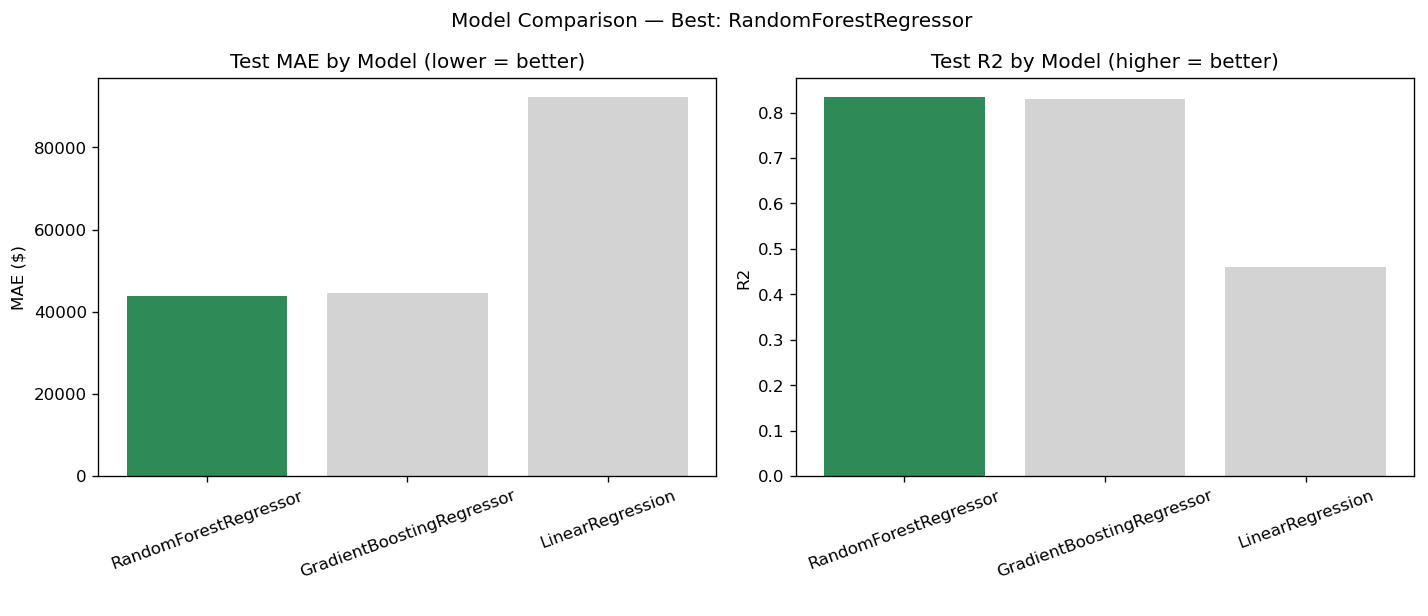 Model Comparison — Best: RandomForestRegressor
Test MAE by Model (lower = better)
MAE ($)
80000
60000
40000
20000
0
RandomForestRegressor
GradientBoostingRegressor
LinearRegression
Test R2 by Model (higher = better)
R2
0.8
0.7
0.6
0.5
0.4
0.3
0.2
0.1
0.0
RandomForestRegressor
GradientBoostingRegressor
LinearRegression